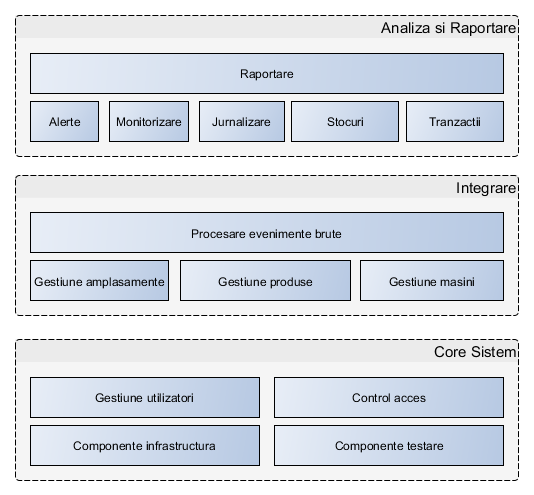 Analiza si Raportare
Raportare
Alerte
Monitorizare
Jurnalizare
Stocuri
Tranzactii
Integrare
Procesare evenimente brute
Gestiune amplasamente
Gestiune produse
Gestiune masini
Core Sistem
Gestiune utilizatori
Control acces
Componente infrastructura
Componente testare